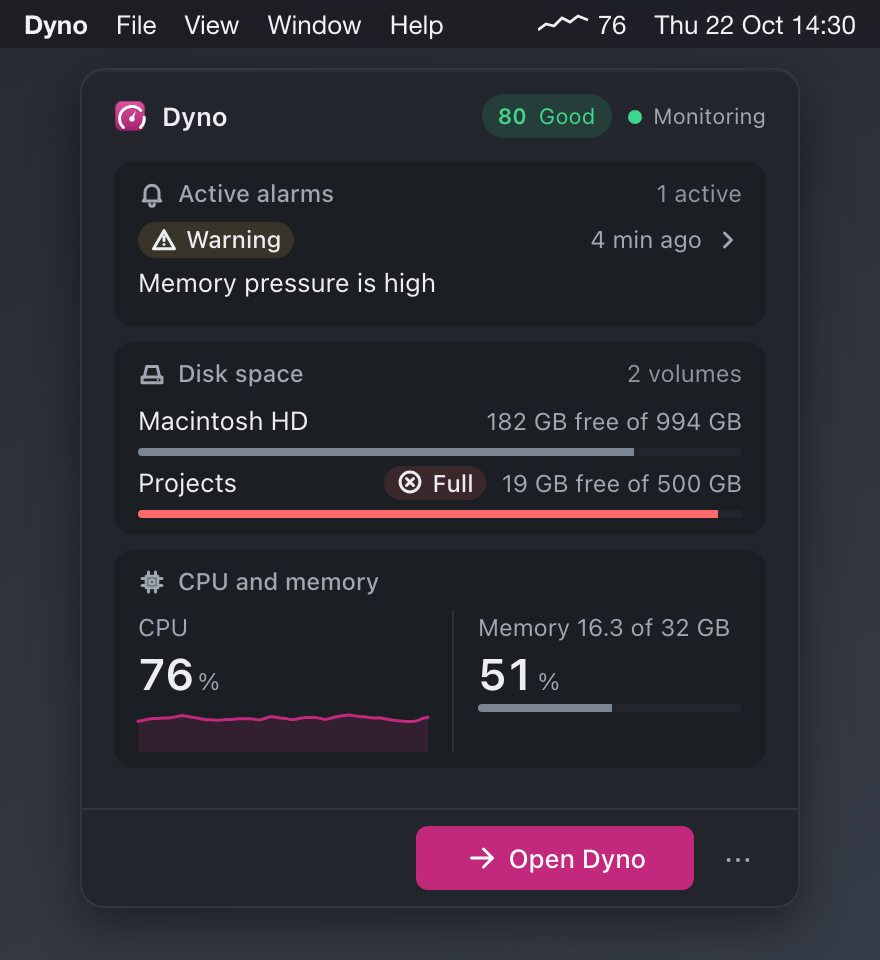 Dyno File View Window Help 76 Thu 22 Oct 14:30
Dyno 80 Good Monitoring
Active alarms 1 active
Warning 4 min ago
Memory pressure is high
Disk space 2 volumes
Macintosh HD 182 GB free of 994 GB
Projects Full 19 GB free of 500 GB
CPU and memory
CPU Memory 16.3 of 32 GB
76 % 51 %
Open Dyno ...